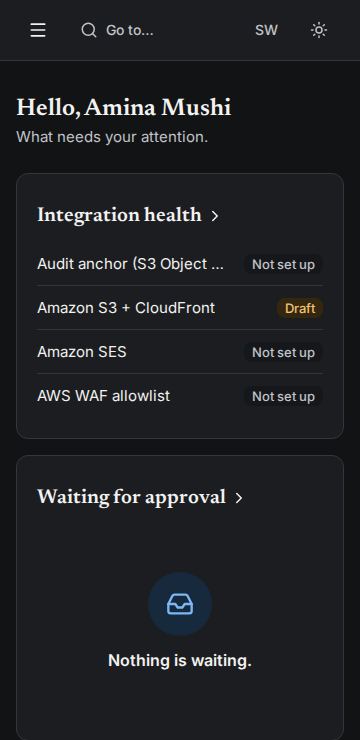 Go to...
SW
Hello, Amina Mushi
What needs your attention.
Integration health
Audit anchor (S3 Object ...
Not set up
Amazon S3 + CloudFront
Draft
Amazon SES
Not set up
AWS WAF allowlist
Not set up
Waiting for approval
Nothing is waiting.